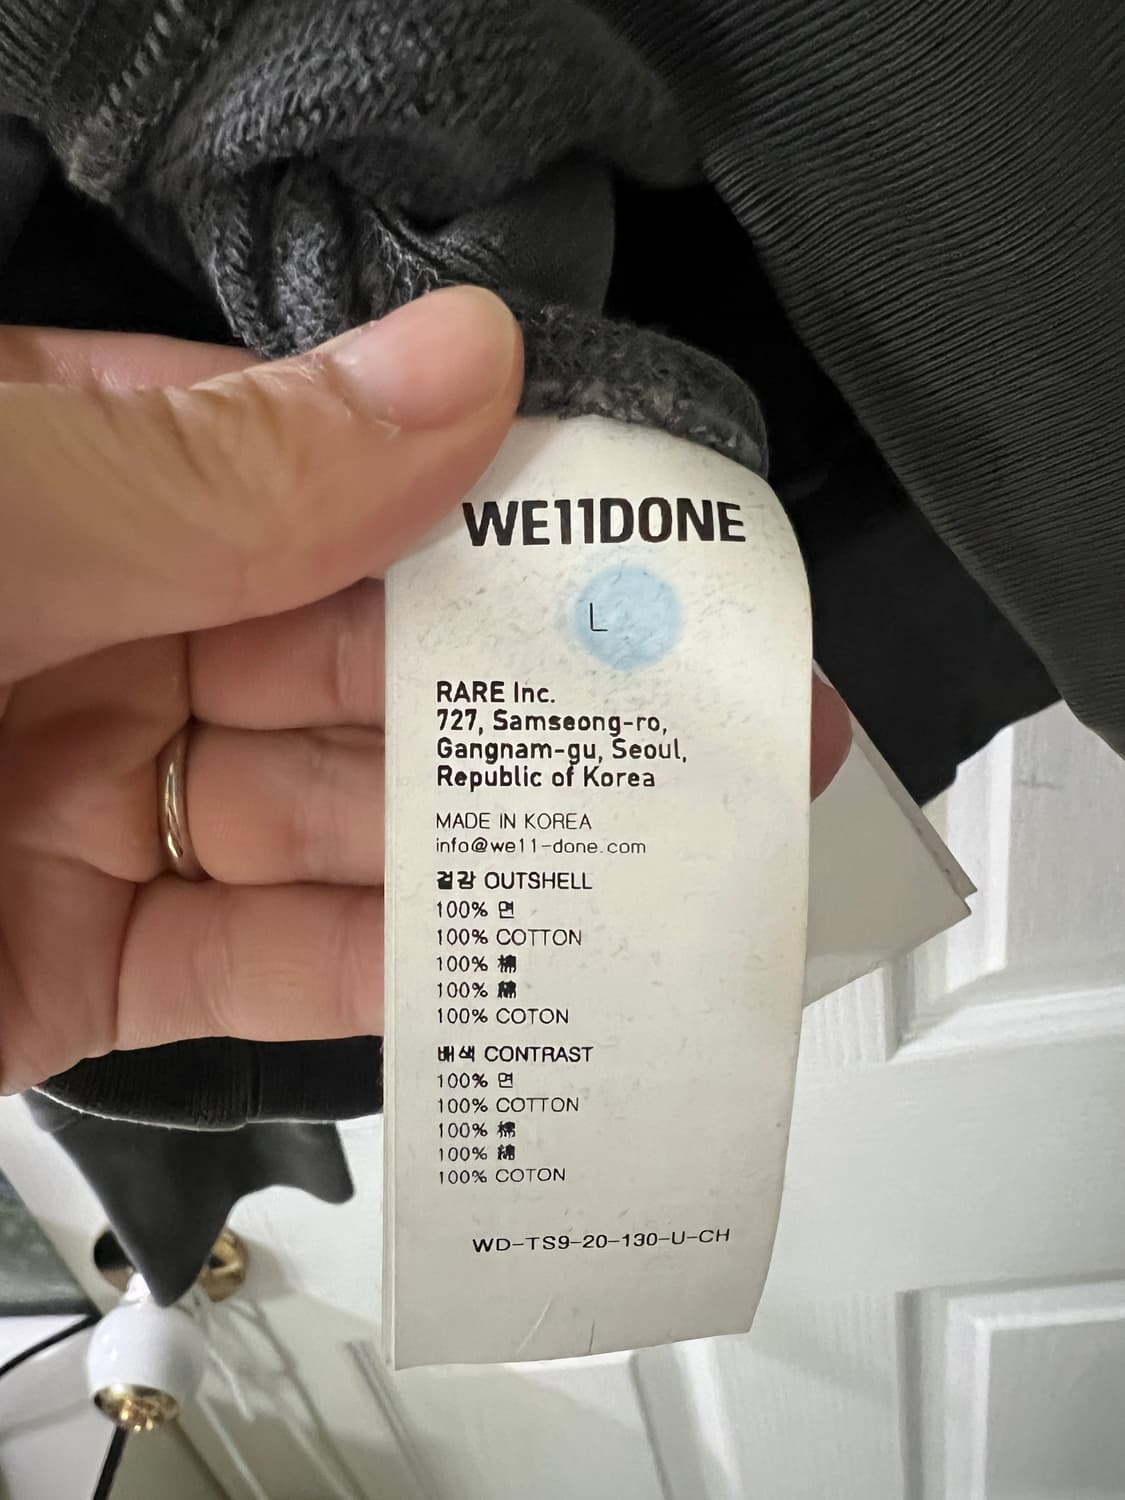 WE11DONE
L
RARE Inc.
727, Samseong-ro,
Gangnam-gu, Seoul,
Republic of Korea
MADE IN KOREA
info@we11-done.com
겉감 OUTSHELL
100% 면
100% COTTON
100% 棉
100% 綿
100% COTON
배색 CONTRAST
100% 면
100% COTTON
100% 棉
100% 綿
100% COTON
WD-TS9-20-130-U-CH